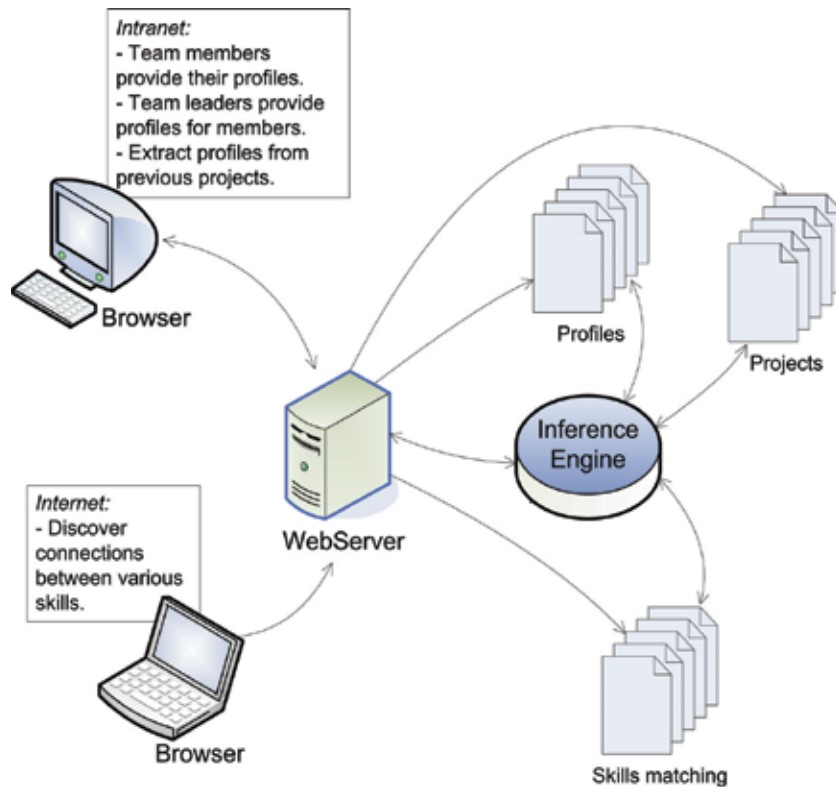 Intranet:
- Team members
provide their profiles.
- Team leaders provide
profiles for members.
- Extract profiles from
previous projects.
Browser
Profiles
Projects
Inference
Engine
WebServer
Internet:
- Discover
connections
between various
skills.
Browser
Skills matching